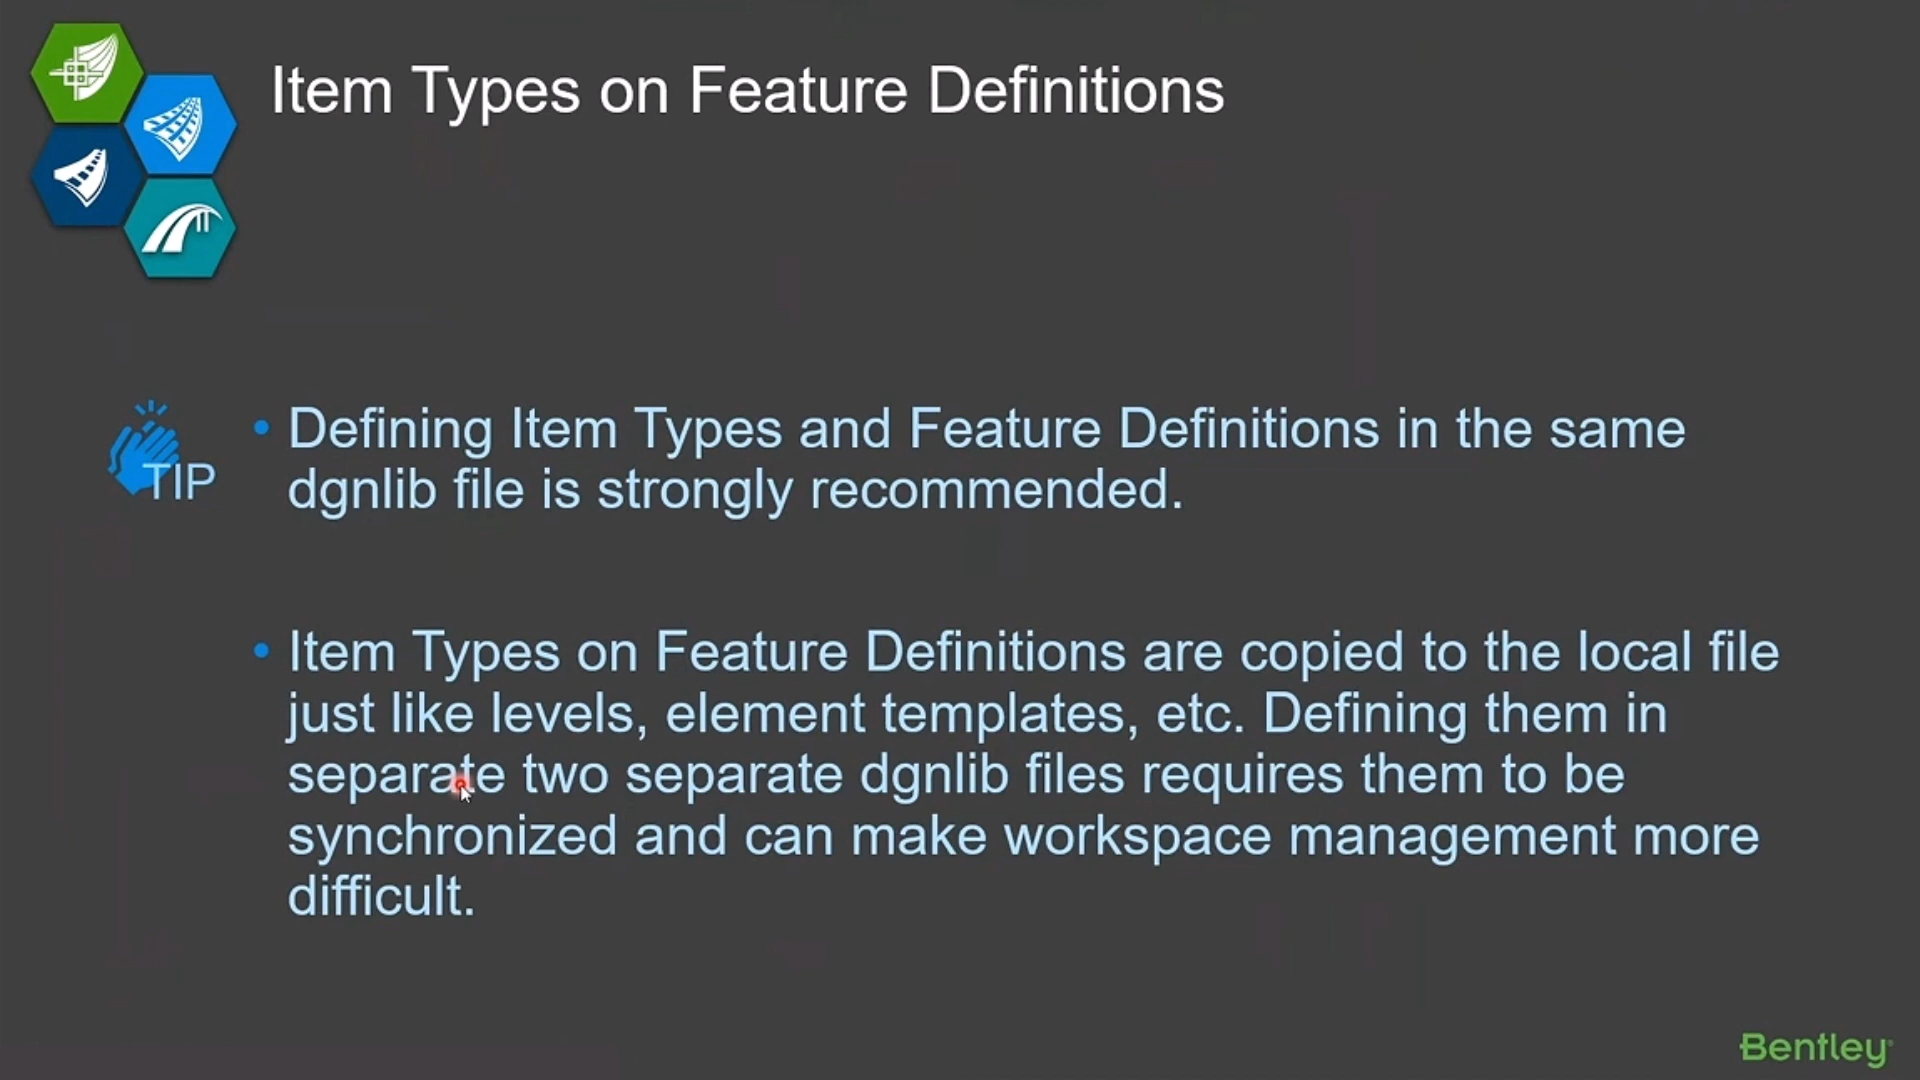 Item Types on Feature Definitions
TIP
• Defining Item Types and Feature Definitions in the same
dgnlib file is strongly recommended.
• Item Types on Feature Definitions are copied to the local file
just like levels, element templates, etc. Defining them in
separate two separate dgnlib files requires them to be
synchronized and can make workspace management more
difficult.
Bentley